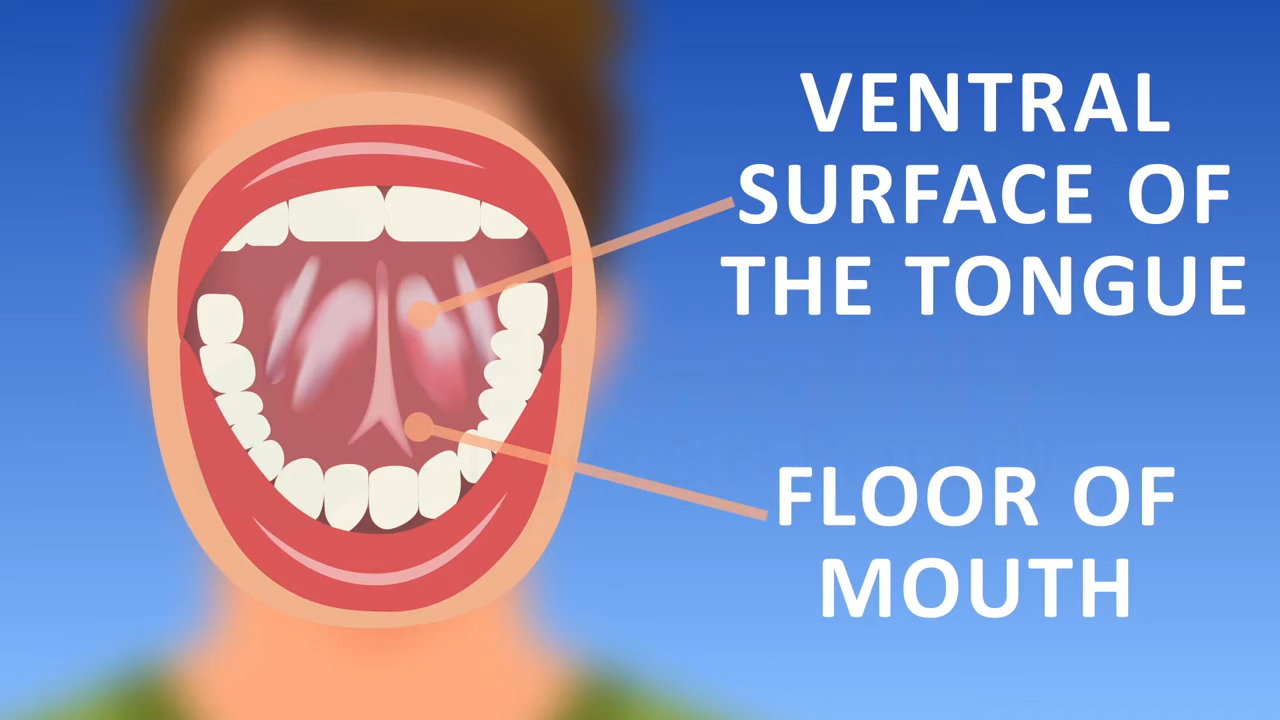 VENTRAL
SURFACE OF
THE TONGUE
FLOOR OF
MOUTH